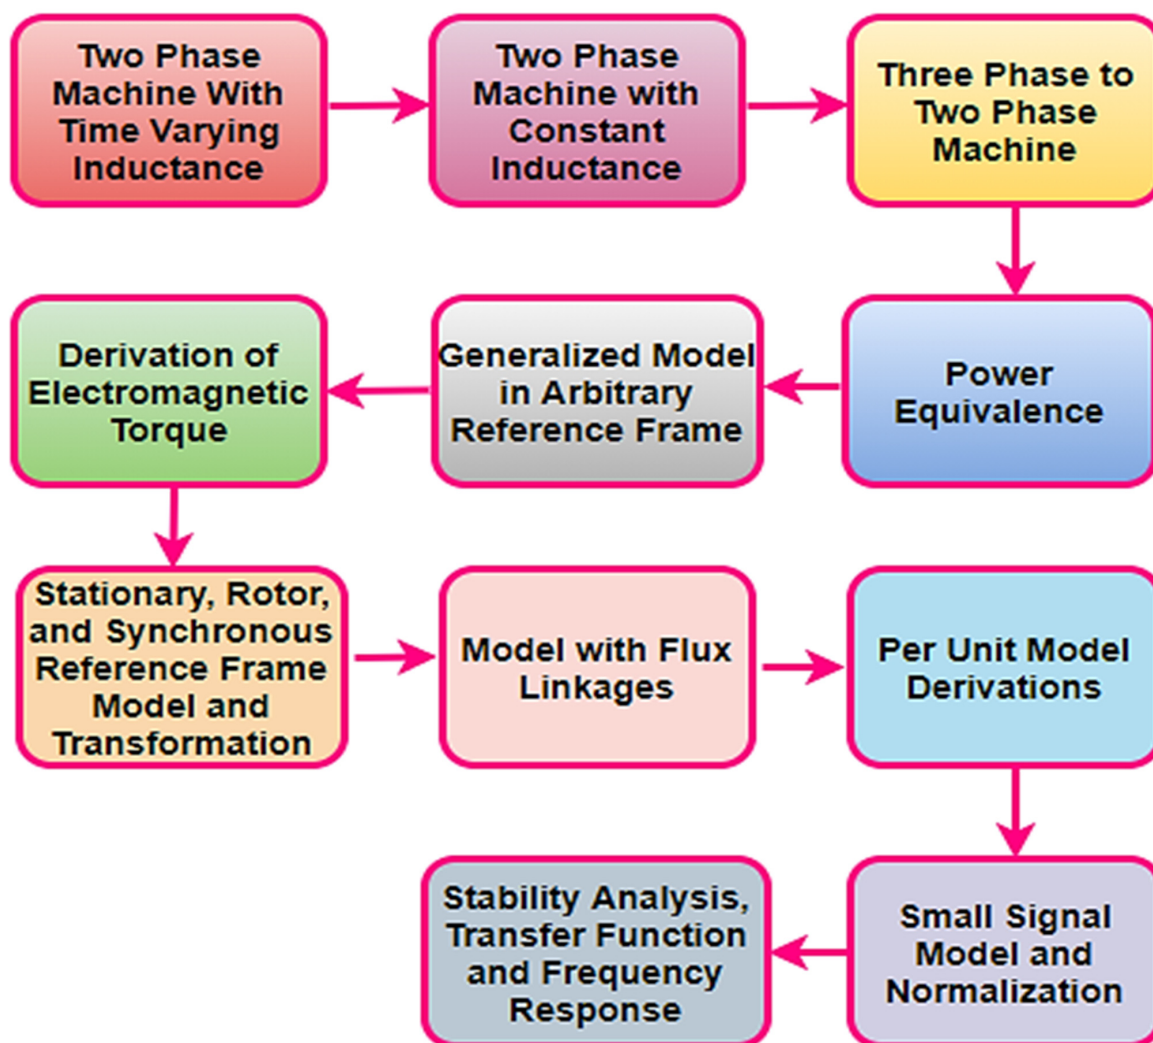 Two Phase
Machine With
Time Varying
Inductance
Two Phase
Machine with
Constant
Inductance
Three Phase to
Two Phase
Machine
Power
Equivalence
Generalized Model
in Arbitrary
Reference Frame
Derivation of
Electromagnetic
Torque
Stationary, Rotor,
and Synchronous
Reference Frame
Model and
Transformation
Model with Flux
Linkages
Per Unit Model
Derivations
Small Signal
Model and
Normalization
Stability Analysis,
Transfer Function
and Frequency
Response